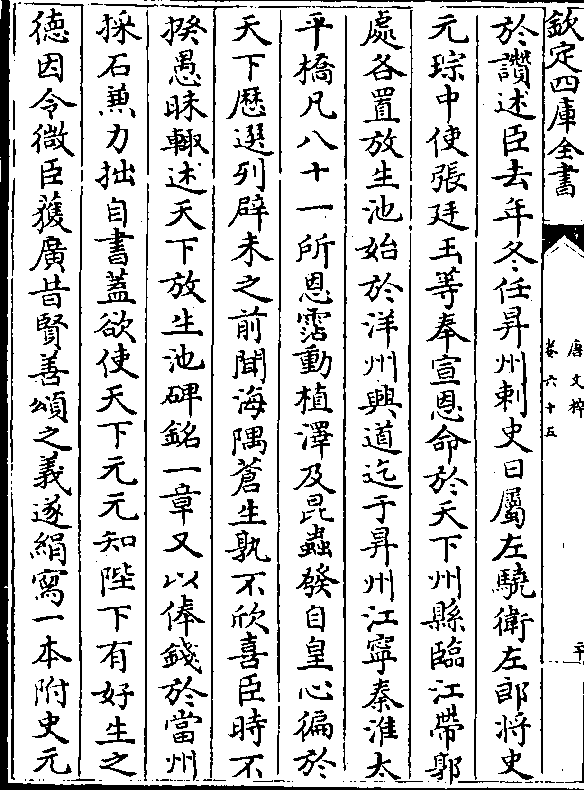 欽定四庫全書
唐文粹
卷六十五
於讚述臣去年冬任昇州刺史日屬左驍衛左郎將史
元琮中使張廷玉等奉宣恩命於天下州縣臨江帶郭
處各置放生池始於洋州興道迄于昇州江寧秦淮太
平橋凡八十一所恩霑動植澤及昆蟲發自皇心徧於
天下歷選列辟未之前聞海隅蒼生孰不欣喜臣時不
揆愚昧輒述天下放生池碑銘一章又以俸錢於當州
採石兼力拙自書蓋欲使天下元元知陛下有好生之
德因令微臣獲廣昔賢善頌之義遂絹寫一本附史元